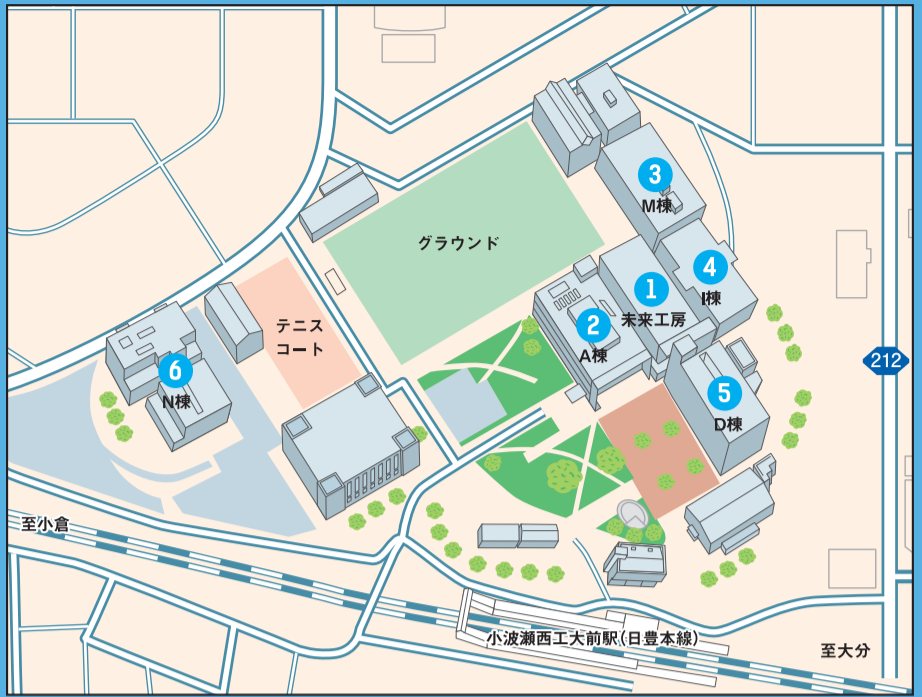 3
M棟
グラウンド
4
I棟
1
未来工房
2
A棟
テニス
コート
212
6
N棟
5
D棟
至小倉
小波瀬西工大前駅(日豊本線)
至大分